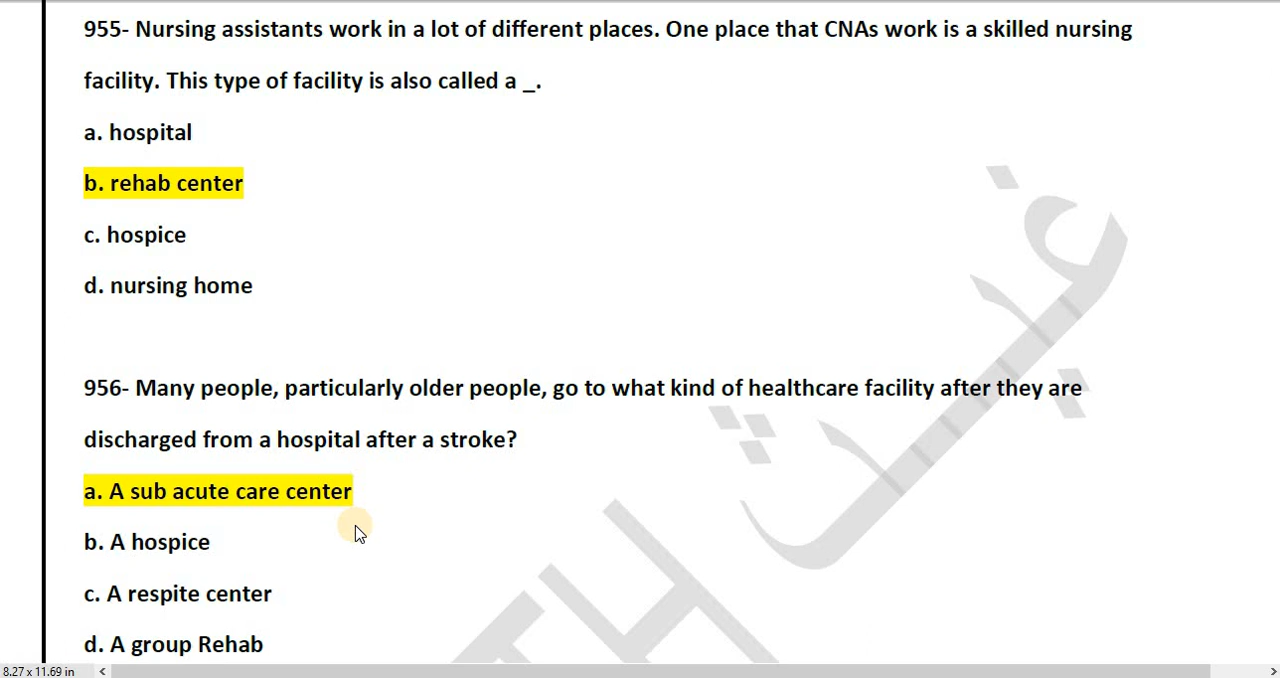 955- Nursing assistants work in a lot of different places. One place that CNAs work is a skilled nursing
facility. This type of facility is also called a _.
a. hospital
b. rehab center
c. hospice
d. nursing home
956- Many people, particularly older people, go to what kind of healthcare facility after they are
discharged from a hospital after a stroke?
a. A sub acute care center
b. A hospice
c. A respite center
d. A group Rehab
8.27 x 11.69 in